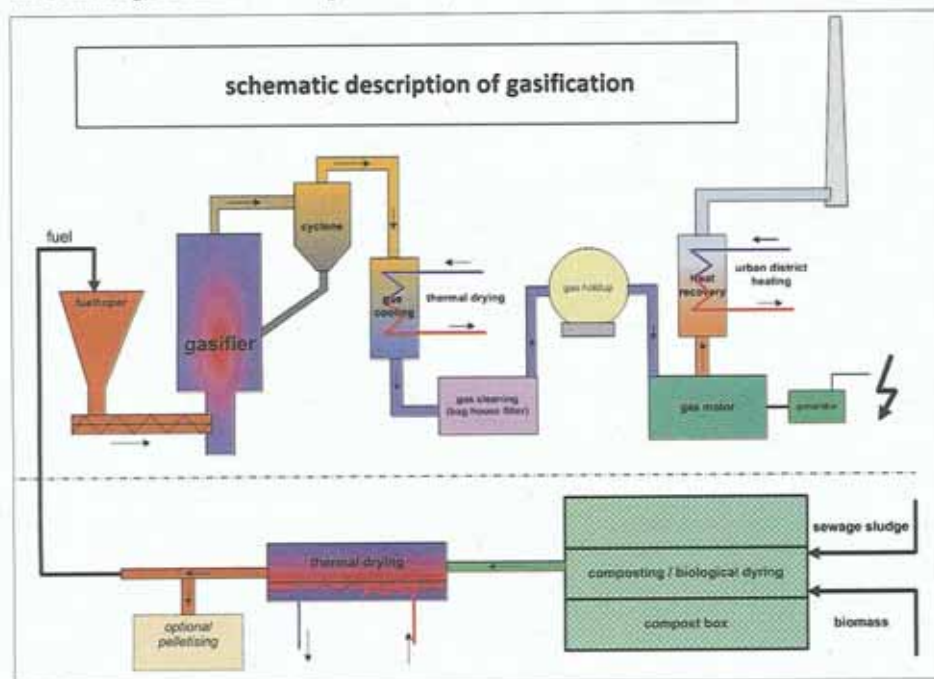 schematic description of gasification
fuel
fuelhoper
gasifier
cyclone
gas
cooling
thermal drying
gas cleaning
(bag house filter)
gas holdup
heat
recovery
urban district
heating
gas motor
generator
sewage sludge
thermal drying
composting / biological dyring
optional
pelletising
compost box
biomass